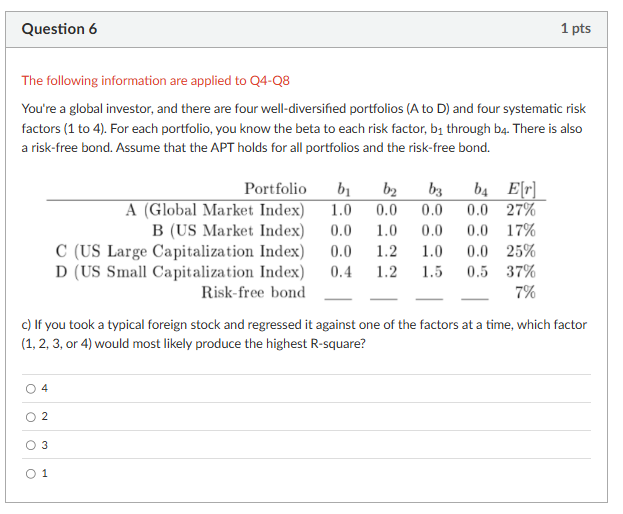 Question 6 1 pts
The following information are applied to Q4-Q8
You're a global investor, and there are four well-diversified portfolios (A to D) and four systematic risk
factors (1 to 4). For each portfolio, you know the beta to each risk factor, b₁ through b₄. There is also
a risk-free bond. Assume that the APT holds for all portfolios and the risk-free bond.
Portfolio b₁ b₂ b₃ b₄ E[r]
A (Global Market Index) 1.0 0.0 0.0 0.0 27%
B (US Market Index) 0.0 1.0 0.0 0.0 17%
C (US Large Capitalization Index) 0.0 1.2 1.0 0.0 25%
D (US Small Capitalization Index) 0.4 1.2 1.5 0.5 37%
Risk-free bond __ __ __ __ 7%
c) If you took a typical foreign stock and regressed it against one of the factors at a time, which factor
(1, 2, 3, or 4) would most likely produce the highest R-square?
4
2
3
1